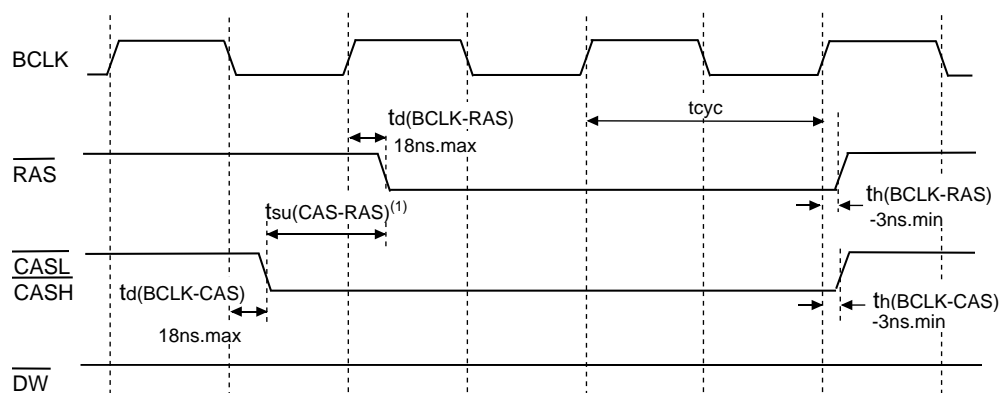 BCLK
td(BCLK-RAS)
18ns.max
tcyc
RAS
tsu(CAS-RAS)(1)
th(BCLK-RAS)
-3ns.min
CASL
CASH
td(BCLK-CAS)
18ns.max
th(BCLK-CAS)
-3ns.min
DW